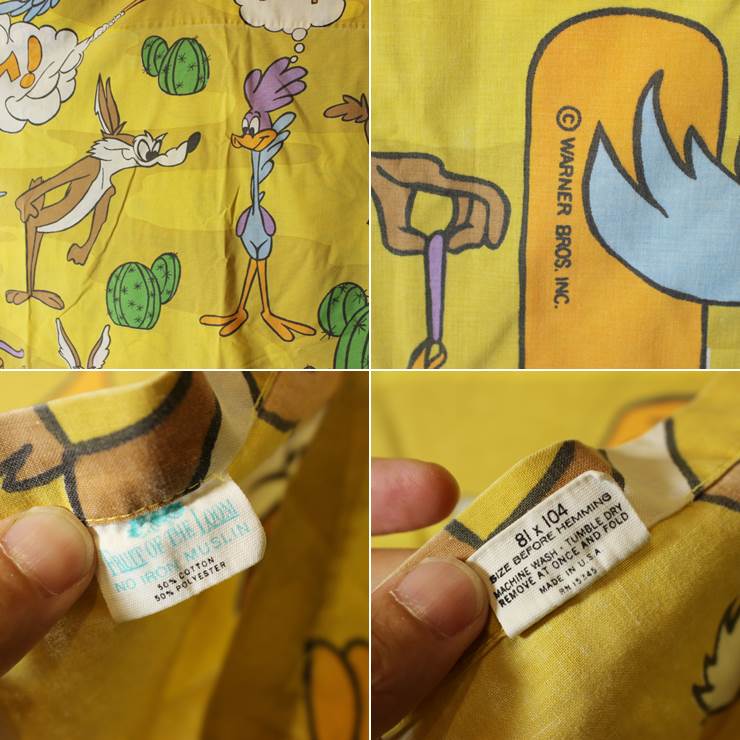 !
© WARNER BROS. INC.
FRUIT OF THE LOOM
NO IRON MUSLIN
50% COTTON
50% POLYESTER
81 x 104
SIZE BEFORE HEMMING
MACHINE WASH. TUMBLE DRY
REMOVE AT ONCE AND FOLD
MADE IN U.S.A
RN 15245